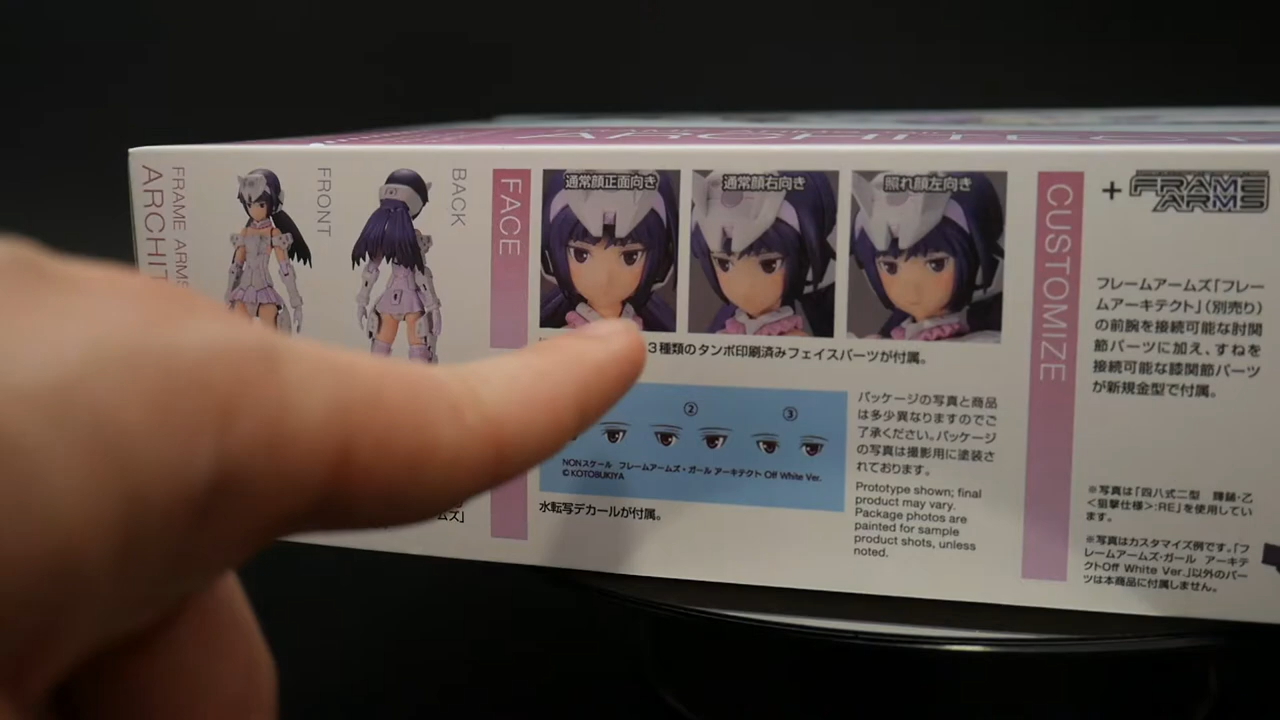 FRAME ARMS
ARCHIT
FRONT
BACK
FACE
通常顔正面向き
通常顔右向き
照れ顔左向き
3種類のタンポ印刷済みフェイスパーツが付属。
②
③
NONスケール フレームアームズ・ガール アーキテクト Off White Ver.
©KOTOBUKIYA
水転写デカールが付属。
パッケージの写真と商品
は多少異なりますのでご
了承ください。パッケージ
の写真は撮影用に塗装さ
れております。
Prototype shown; final
product may vary.
Package photos are
painted for sample
product shots, unless
noted.
CUSTOMIZE
+ FRAME
ARMS
フレームアームズ「フレー
ムアーキテクト」(別売り)
の前腕を接続可能な肘関
節パーツに加え、すねを
接続可能な膝関節パーツ
が新規金型で付属。
※写真は「四八式二型 輝鎚・乙
<狙撃仕様>:RE」を使用してい
ます。
※写真はカスタマイズ例です。「フ
レームアームズ・ガール アーキテ
クトOff White Ver.」以外のパー
ツは本商品に付属しません。